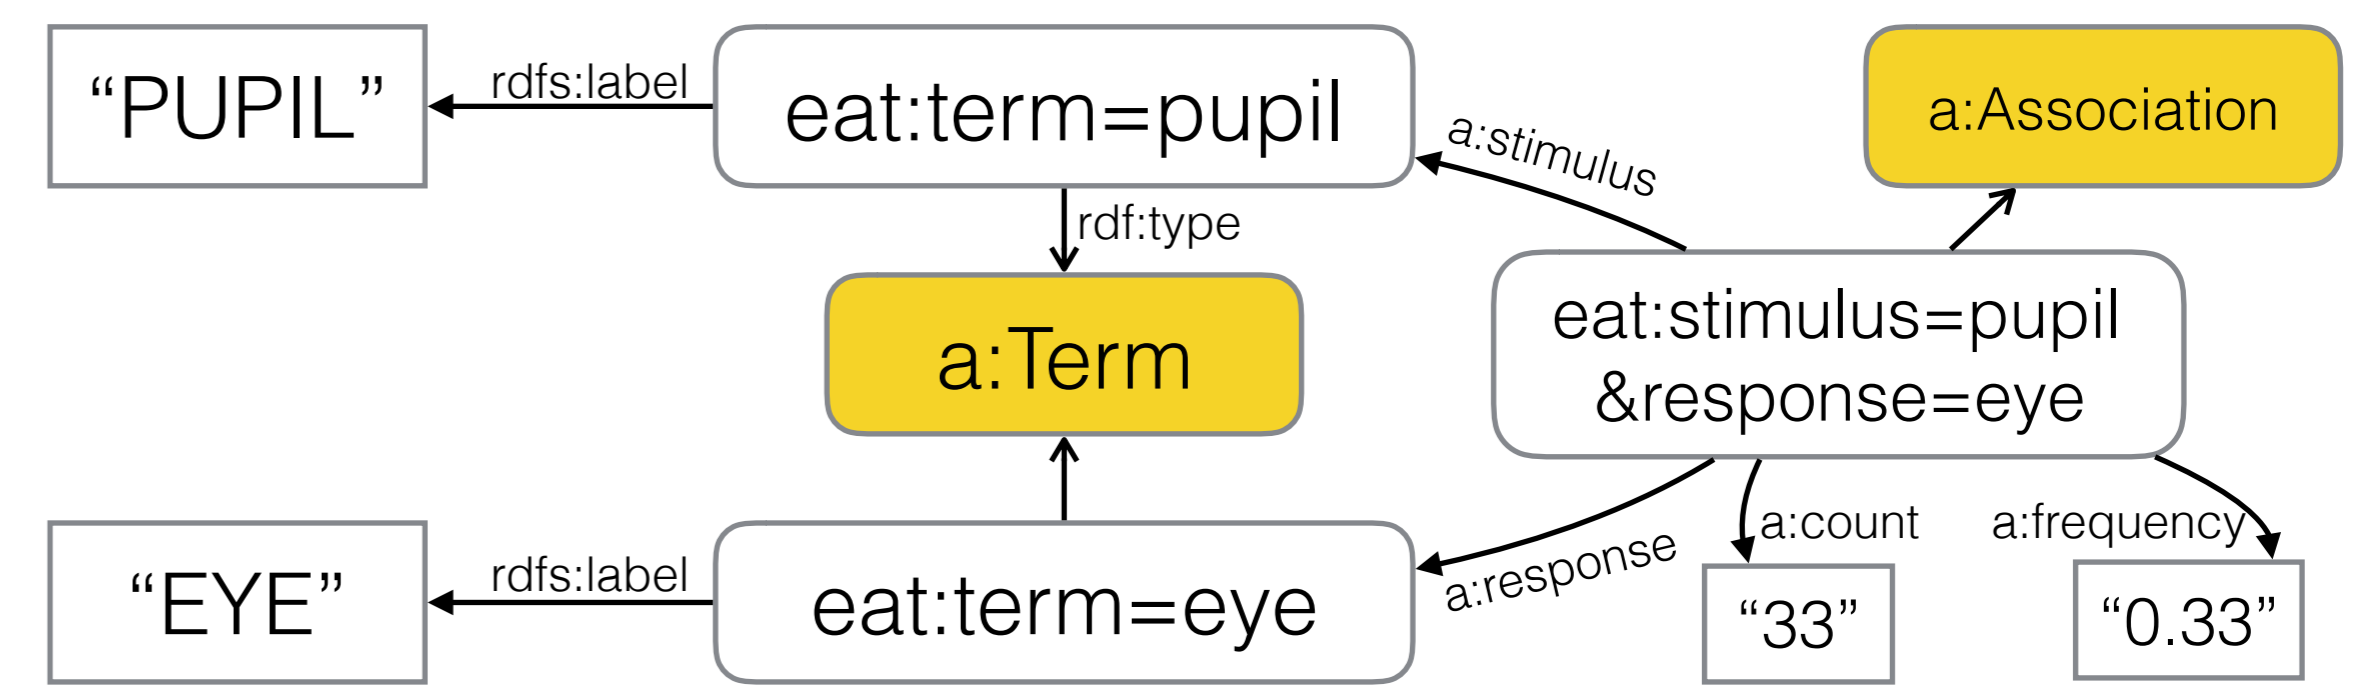 “PUPIL”
rdfs:label
eat:term=pupil
a:stimulus
a:Association
rdf:type
a:Term
eat:stimulus=pupil
&response=eye
“EYE”
rdfs:label
eat:term=eye
a:response
a:count
a:frequency
“33”
“0.33”